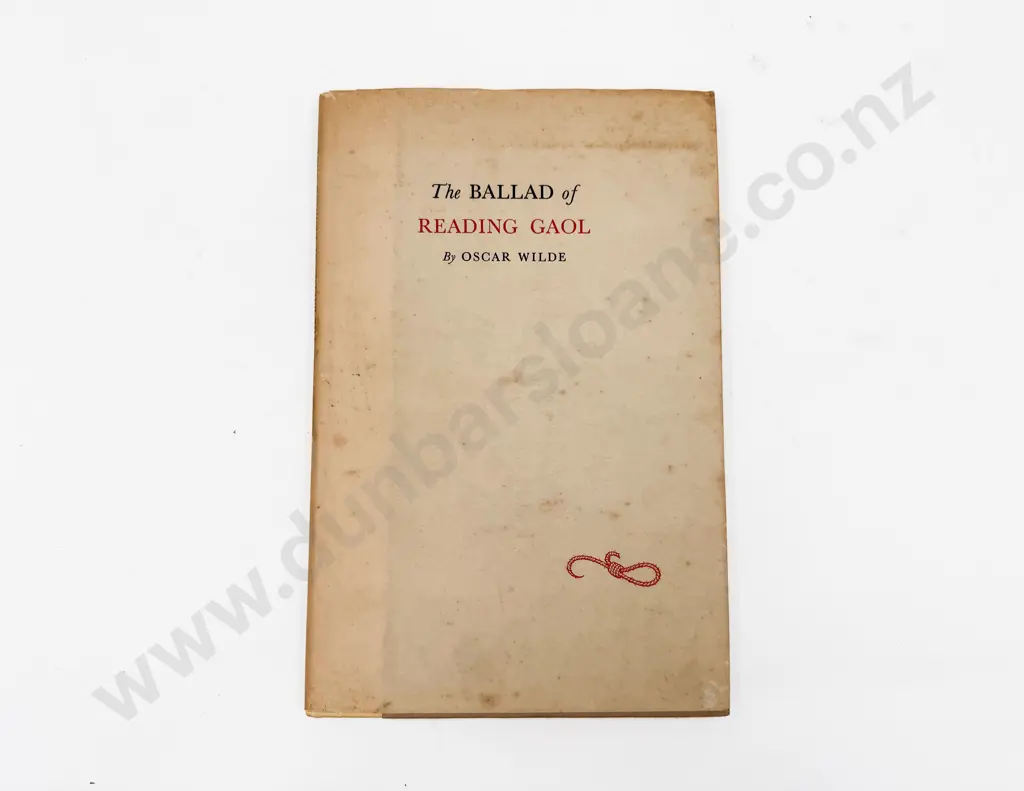 The BALLAD of
READING GAOL
By OSCAR WILDE
www.dunbarsloane.co.nz